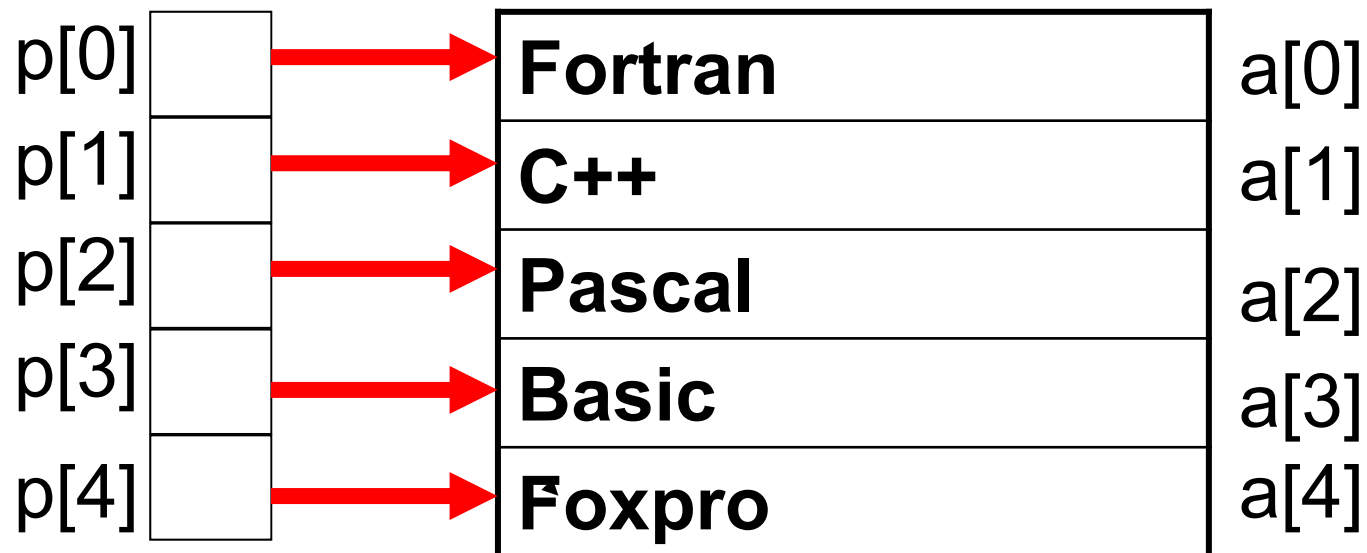 p[0] Fortran a[0]
p[1] C++ a[1]
p[2] Pascal a[2]
p[3] Basic a[3]
p[4] Foxpro a[4]